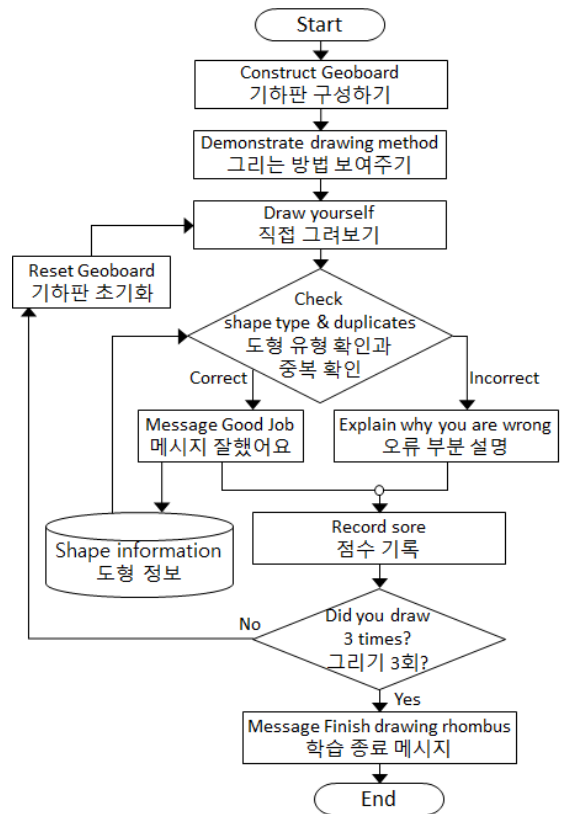 Start
Construct Geoboard
기하판 구성하기
Demonstrate drawing method
그리는 방법 보여주기
Draw yourself
직접 그려보기
Reset Geoboard
기하판 초기화
Check
shape type & duplicates
도형 유형 확인과
중복 확인
Correct
Incorrect
Message Good Job
메시지 잘했어요
Explain why you are wrong
오류 부분 설명
Shape information
도형 정보
Record sore
점수 기록
Did you draw
3 times?
그리기 3회?
No
Yes
Message Finish drawing rhombus
학습 종료 메시지
End